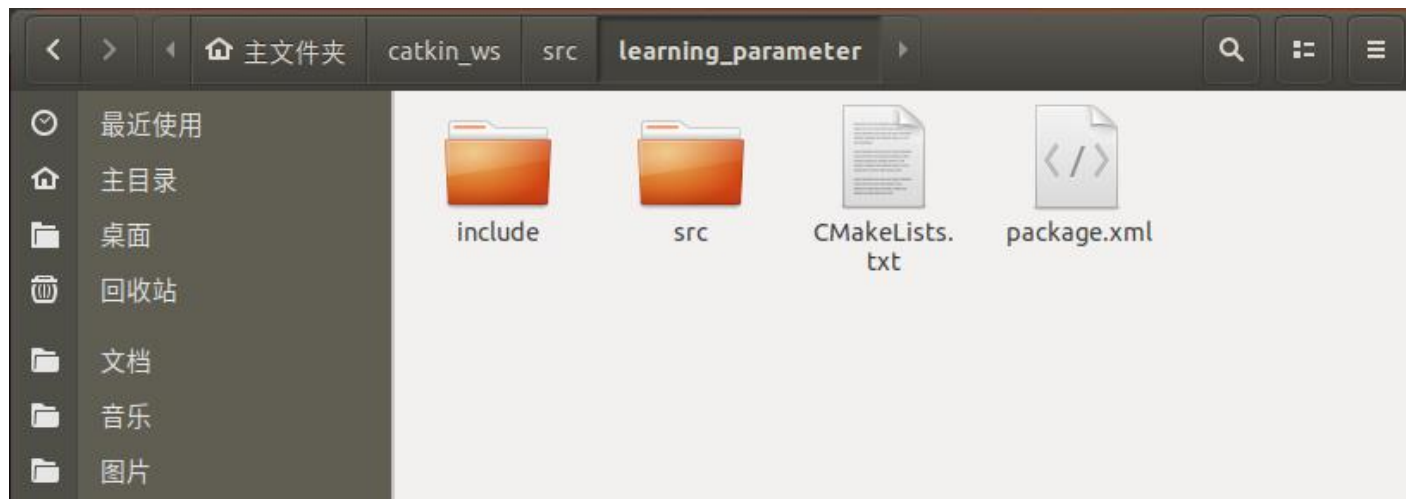 主文件夹 catkin_ws src learning_parameter
最近使用
主目录
桌面
回收站
文档
音乐
图片
include src CMakeLists. package.xml
txt